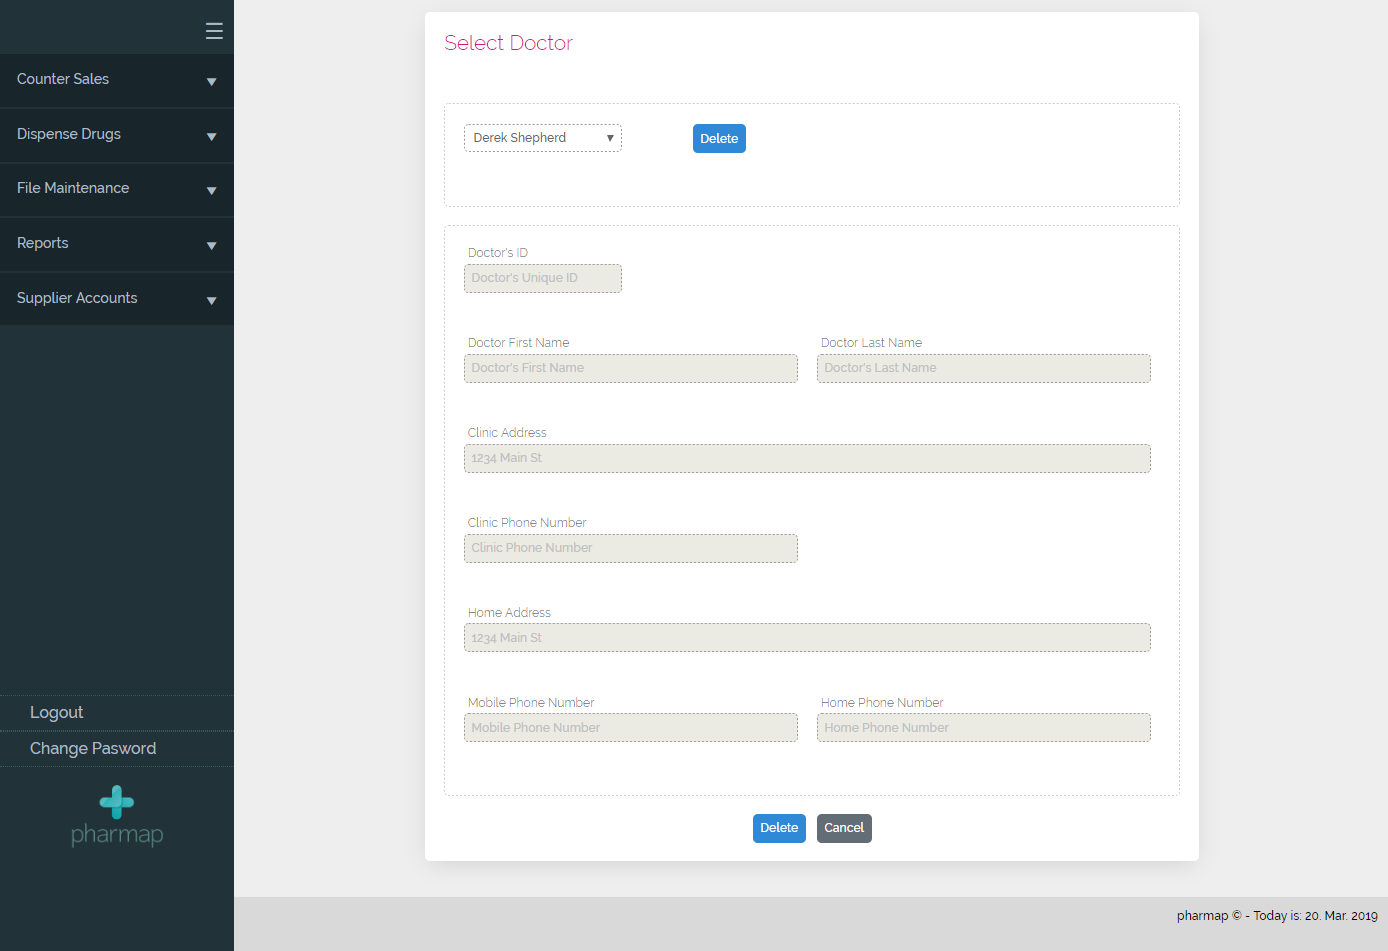 ☰
Counter Sales ▼
Dispense Drugs ▼
File Maintenance ▼
Reports ▼
Supplier Accounts ▼
Logout
Change Pasword
pharmap
Select Doctor
Derek Shepherd ▼ Delete
Doctor's ID
Doctor's Unique ID
Doctor First Name Doctor Last Name
Doctor's First Name Doctor's Last Name
Clinic Address
1234 Main St
Clinic Phone Number
Clinic Phone Number
Home Address
1234 Main St
Mobile Phone Number Home Phone Number
Mobile Phone Number Home Phone Number
Delete Cancel
pharmap © - Today is: 20. Mar. 2019